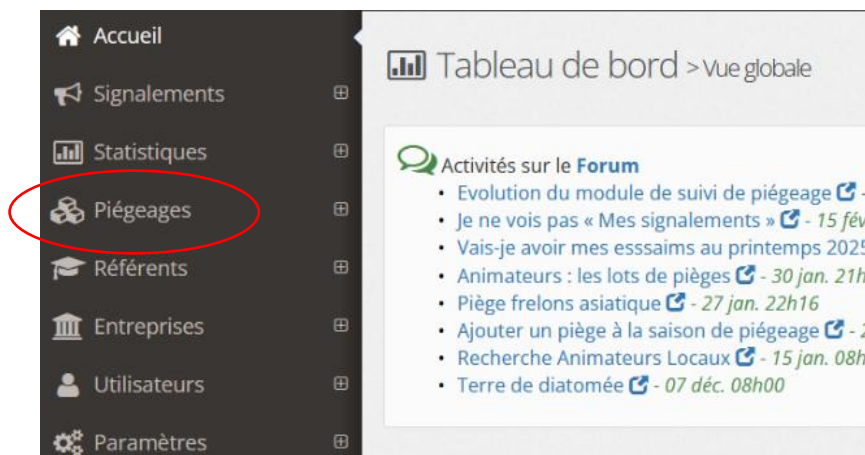 Accueil
Signalements
Statistiques
Piégeages
Référents
Entreprises
Utilisateurs
Paramètres
Tableau de bord > Vue globale
Activités sur le Forum
• Evolution du module de suivi de piégeage -
• Je ne vois pas « Mes signalements » - 15 fév
• Vais-je avoir mes esssaims au printemps 2025
• Animateurs : les lots de pièges - 30 jan. 21h
• Piège frelons asiatique - 27 jan. 22h16
• Ajouter un piège à la saison de piégeage -
• Recherche Animateurs Locaux - 15 jan. 08h
• Terre de diatomée - 07 déc. 08h00